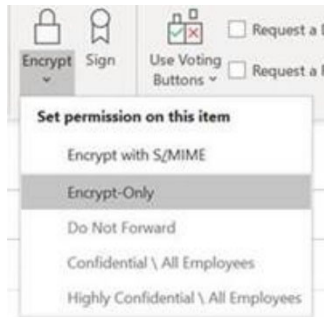 Encrypt
Sign
Use Voting
Buttons
Request a
Request a
Set permission on this item
Encrypt with S/MIME
Encrypt-Only
Do Not Forward
Confidential \ All Employees
Highly Confidential \ All Employees